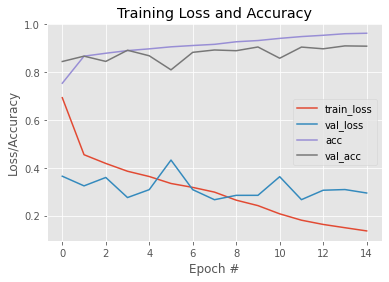 Training Loss and Accuracy
1.0
0.8
0.6
0.4
0.2
Loss/Accuracy
train_loss
val_loss
acc
val_acc
0 2 4 6 8 10 12 14
Epoch #